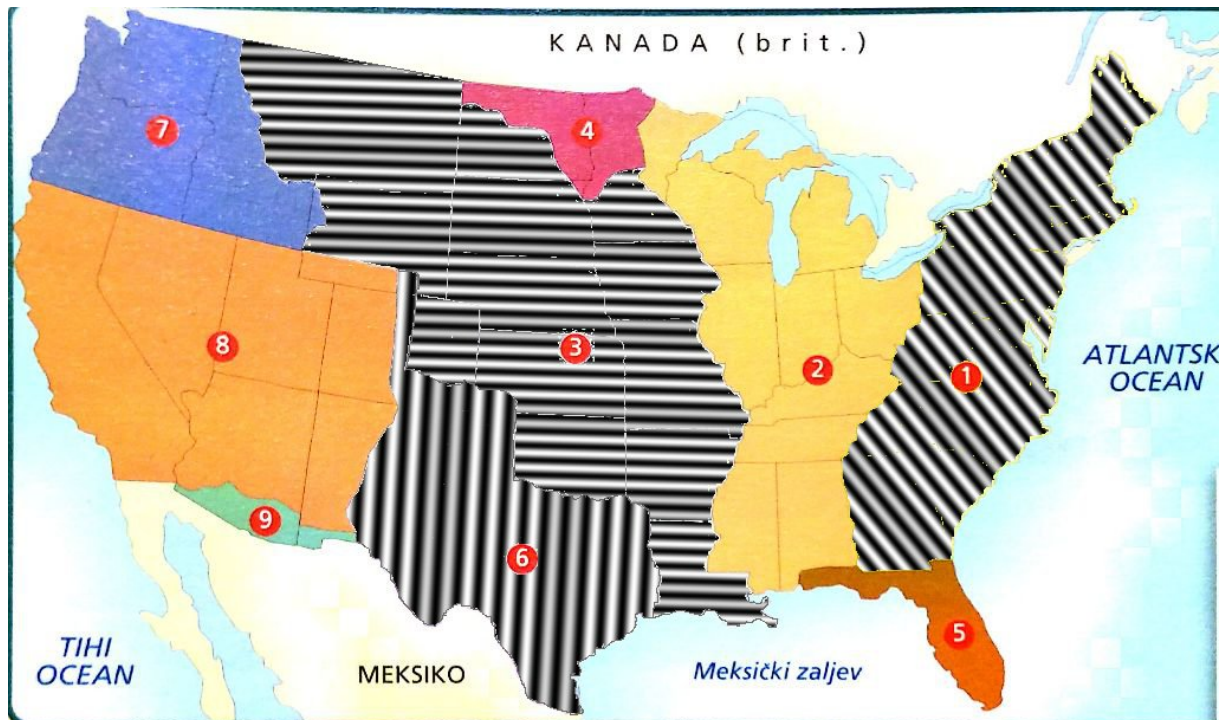 KANADA (brit.)
7
4
8
3
2
1
ATLANTSK
OCEAN
9
6
5
TIHI
OCEAN
MEKSIKO
Meksički zaljev